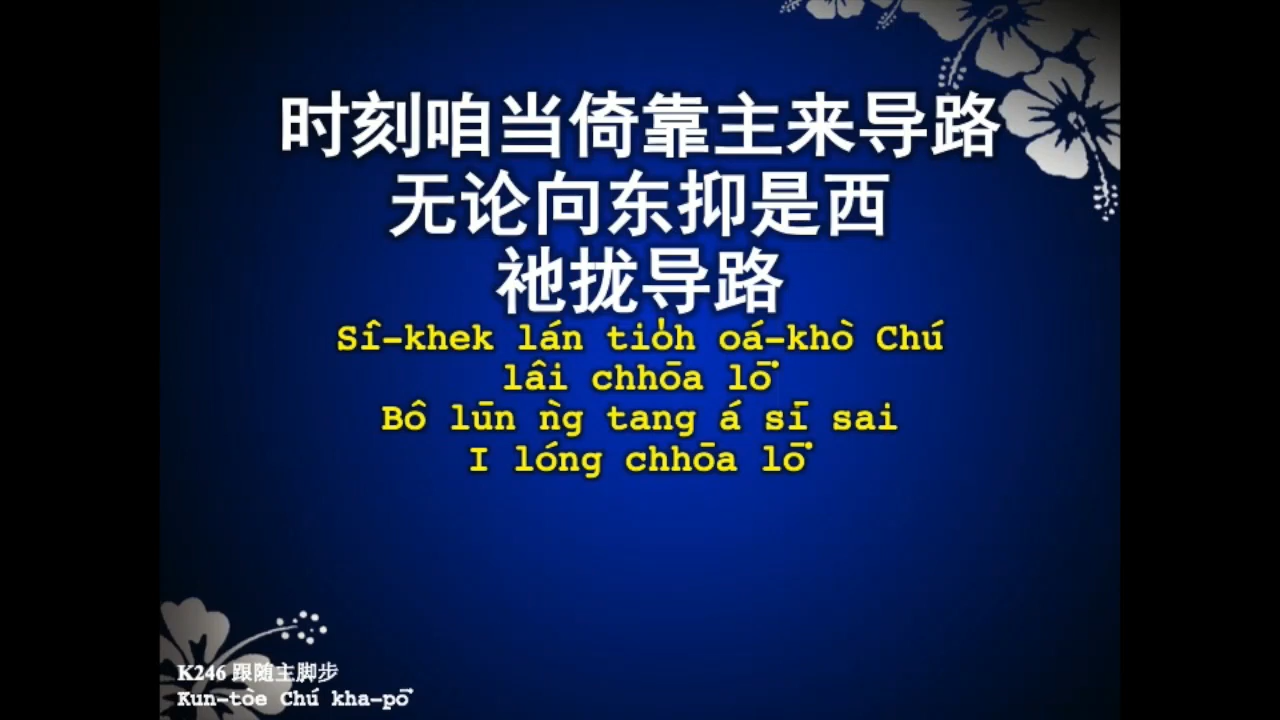 时刻咱当倚靠主来导路
无论向东抑是西
祂拢导路
Sî-khek lán tio̍h oá-khò Chú
lâi chhōa lō͘
Bô lūn ǹg tang á sī sai
I lóng chhōa lō͘
K246 跟随主脚步
Kun-tòe Chú kha-pō͘